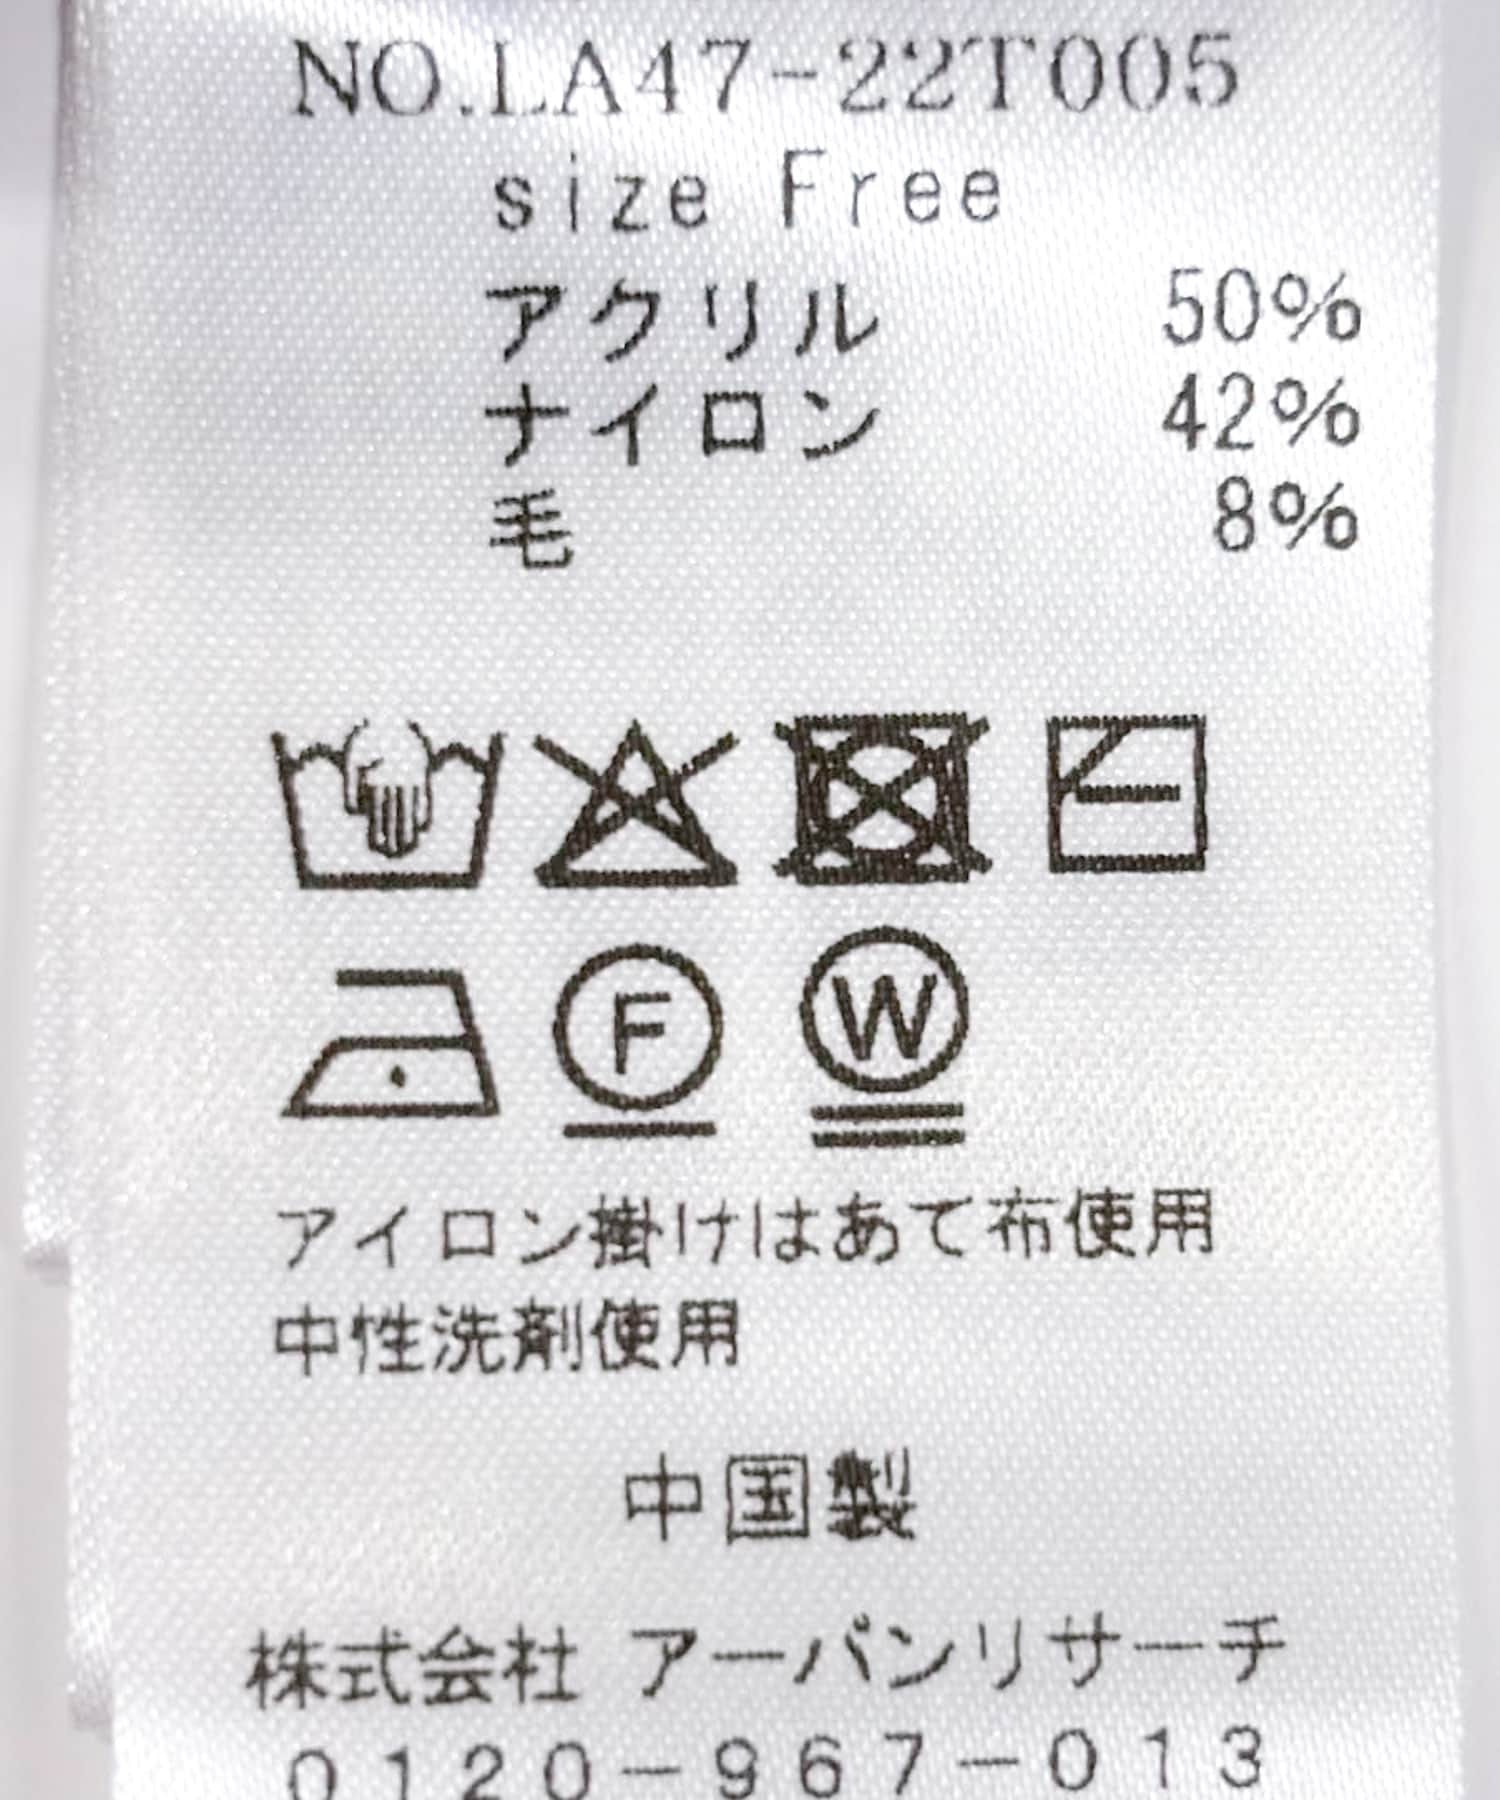 NO.LA47-22T005
size Free
アクリル 50%
ナイロン 42%
毛 8%
F W
アイロン掛けはあて布使用
中性洗剤使用
中国製
株式会社 アーバンリサーチ
0120-967-013